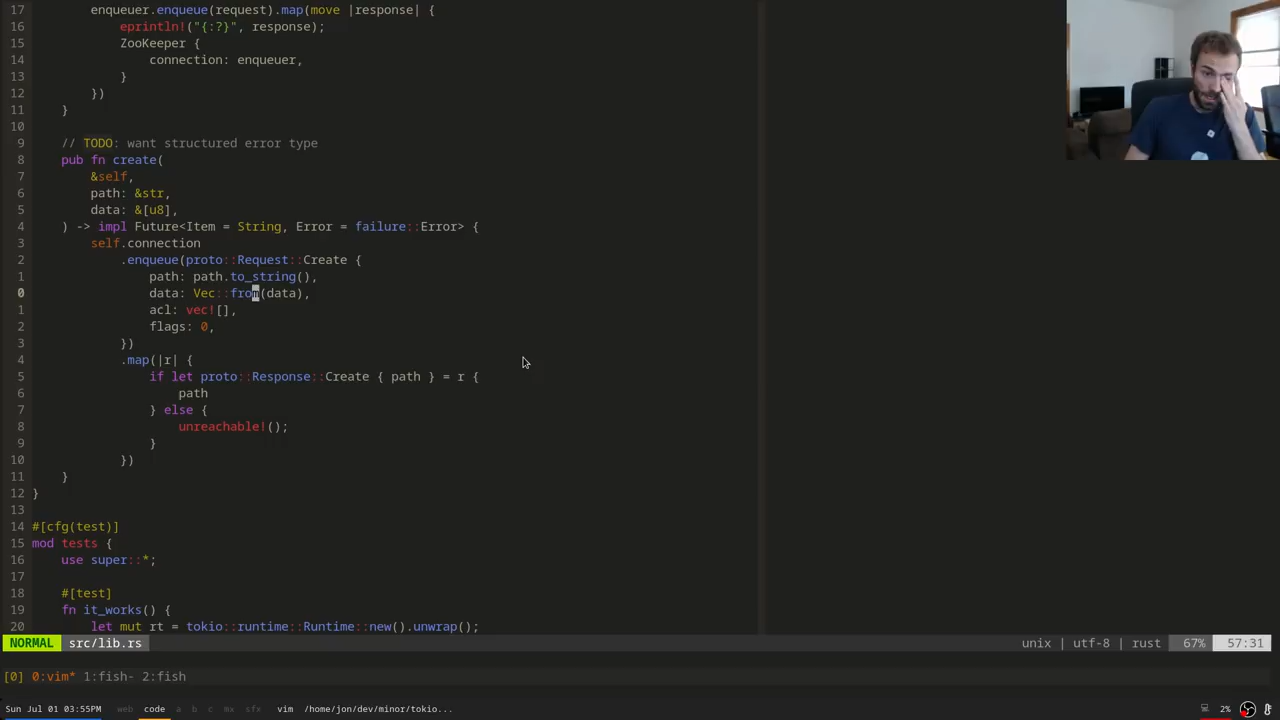 17         enqueuer.enqueue(request).map(move |response| {
16             eprintln!("{:?}", response);
15             ZooKeeper {
14                 connection: enqueuer,
13             }
12         })
11     }
10
9     // TODO: want structured error type
8     pub fn create(
7         &self,
6         path: &str,
5         data: &[u8],
4     ) -> impl Future<Item = String, Error = failure::Error> {
3         self.connection
2             .enqueue(proto::Request::Create {
1                 path: path.to_string(),
0                 data: Vec::from(data),
1                 acl: vec![],
2                 flags: 0,
3             })
4             .map(|r| {
5                 if let proto::Response::Create { path } = r {
6                     path
7                 } else {
8                     unreachable!();
9                 }
10             })
11     }
12 }
13
14 #[cfg(test)]
15 mod tests {
16     use super::*;
17
18     #[test]
19     fn it_works() {
20         let mut rt = tokio::runtime::Runtime::new().unwrap();
NORMAL src/lib.rs unix | utf-8 | rust 67% 57:31
[0] 0:vim* 1:fish- 2:fish
Sun Jul 01 03:55PM web code a b c mx sfx vim /home/jon/dev/minor/tokio... 2%